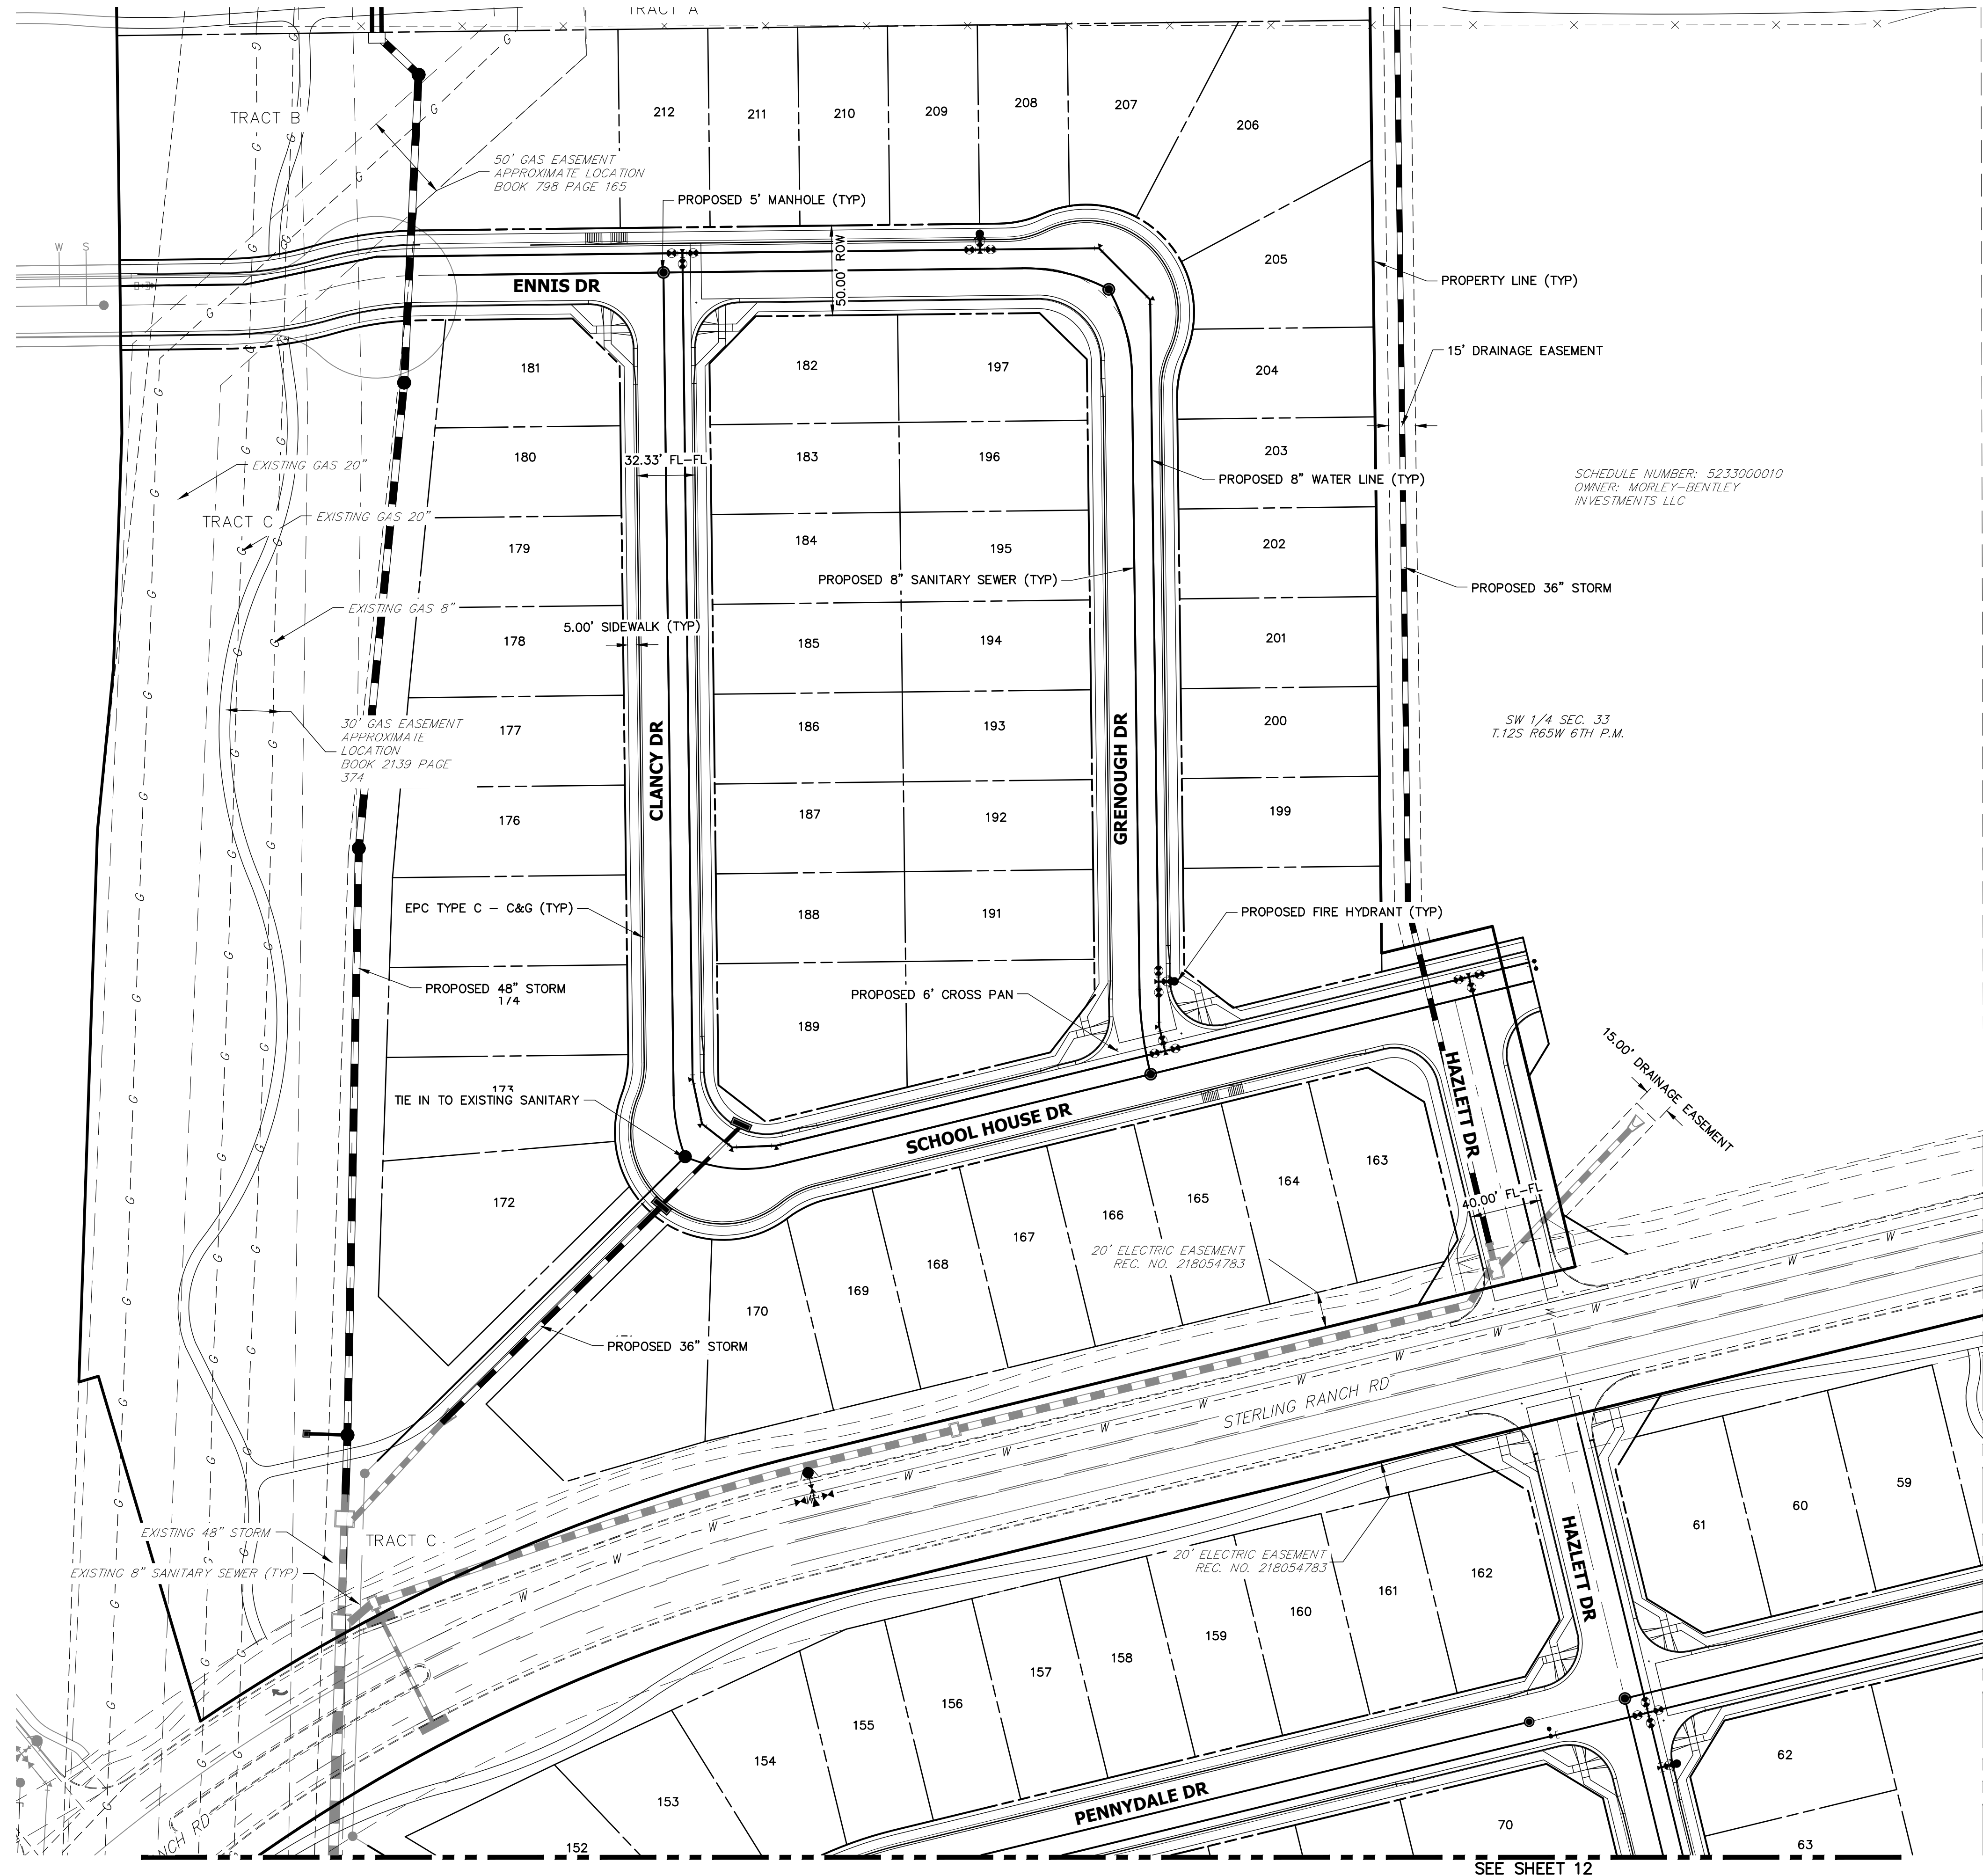 TRACT A
TRACT B
212
211
210
209
208
207
206
50' GAS EASEMENT
APPROXIMATE LOCATION
BOOK 798 PAGE 165
PROPOSED 5' MANHOLE (TYP)
W S
50.00' ROW
ENNIS DR
205
PROPERTY LINE (TYP)
15' DRAINAGE EASEMENT
181
182
197
204
180
32.33' FL-FL
183
196
203
EXISTING GAS 20"
PROPOSED 8" WATER LINE (TYP)
SCHEDULE NUMBER: 5233000010
OWNER: MORLEY-BENTLEY
INVESTMENTS LLC
TRACT C
EXISTING GAS 20"
179
184
195
202
PROPOSED 8" SANITARY SEWER (TYP)
PROPOSED 36" STORM
EXISTING GAS 8"
5.00' SIDEWALK (TYP)
178
185
194
201
30' GAS EASEMENT
APPROXIMATE
LOCATION
BOOK 2139 PAGE
374
177
186
193
200
SW 1/4 SEC. 33
T.12S R65W 6TH P.M.
CLANCY DR
GRENOUGH DR
176
187
192
199
EPC TYPE C - C&G (TYP)
188
191
PROPOSED FIRE HYDRANT (TYP)
PROPOSED 48" STORM
1/4
PROPOSED 6' CROSS PAN
189
173
TIE IN TO EXISTING SANITARY
SCHOOL HOUSE DR
HAZLETT DR
15.00' DRAINAGE EASEMENT
172
163
164
165
166
167
168
169
170
40.00' FL-FL
20' ELECTRIC EASEMENT
REC. NO. 218054783
PROPOSED 36" STORM
STERLING RANCH RD
EXISTING 48" STORM
TRACT C
EXISTING 8" SANITARY SEWER (TYP)
20' ELECTRIC EASEMENT
REC. NO. 218054783
HAZLETT DR
59
60
61
162
161
160
159
158
157
156
155
154
153
152
62
63
70
PENNYDALE DR
NCH RD
SEE SHEET 12